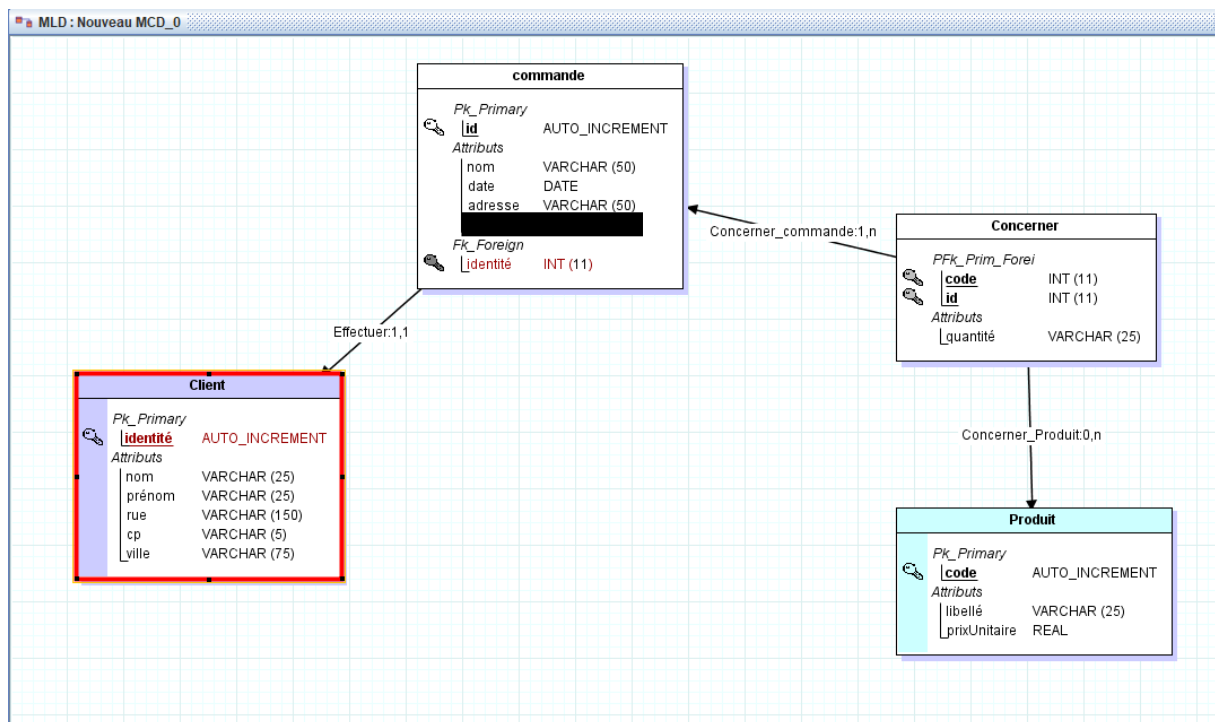 MLD : Nouveau MCD_0
commande
Pk_Primary
id AUTO_INCREMENT
Attributs
nom VARCHAR (50)
date DATE
adresse VARCHAR (50)
Fk_Foreign
identité INT (11)
Concerner_commande:1,n
Concerner
PFk_Prim_Forei
code INT (11)
id INT (11)
Attributs
quantité VARCHAR (25)
Effectuer:1,1
Client
Pk_Primary
identité AUTO_INCREMENT
Attributs
nom VARCHAR (25)
prénom VARCHAR (25)
rue VARCHAR (150)
cp VARCHAR (5)
ville VARCHAR (75)
Concerner_Produit:0,n
Produit
Pk_Primary
code AUTO_INCREMENT
Attributs
libellé VARCHAR (25)
prixUnitaire REAL